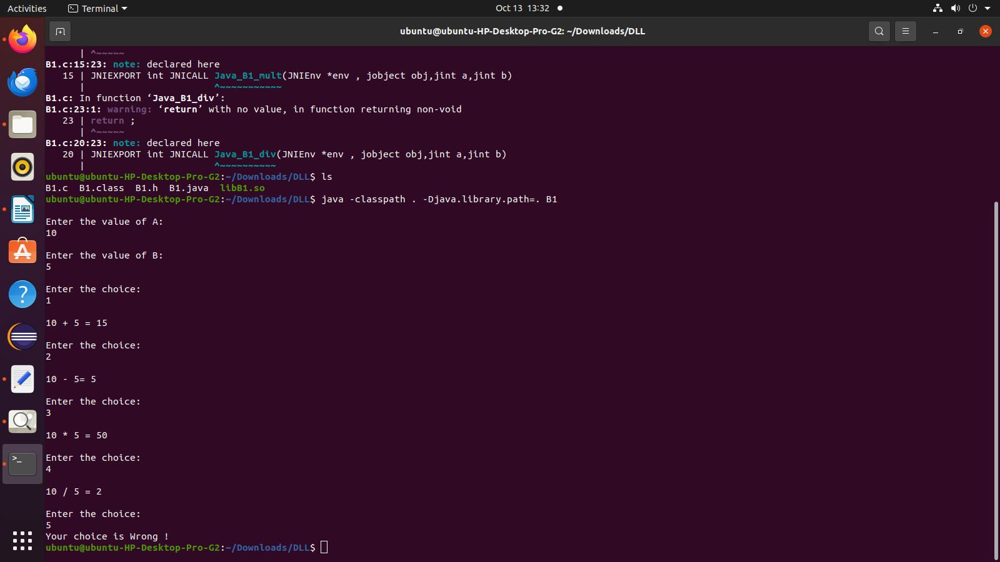 Activities
Terminal
Oct 13 13:32
ubuntu@ubuntu-HP-Desktop-Pro-G2: ~/Downloads/DLL
      | ^~~~~~
B1.c:15:23: note: declared here
   15 | JNIEXPORT int JNICALL Java_B1_mult(JNIEnv *env , jobject obj,jint a,jint b)
      |                       ^~~~~~~~~~~~
B1.c: In function ‘Java_B1_div’:
B1.c:23:1: warning: ‘return’ with no value, in function returning non-void
   23 | return ;
      | ^~~~~~
B1.c:20:23: note: declared here
   20 | JNIEXPORT int JNICALL Java_B1_div(JNIEnv *env , jobject obj,jint a,jint b)
      |                       ^~~~~~~~~~~
ubuntu@ubuntu-HP-Desktop-Pro-G2:~/Downloads/DLL$ ls
B1.c  B1.class  B1.h  B1.java  libB1.so
ubuntu@ubuntu-HP-Desktop-Pro-G2:~/Downloads/DLL$ java -classpath . -Djava.library.path=. B1
Enter the value of A:
10
Enter the value of B:
5
Enter the choice:
1
10 + 5 = 15
Enter the choice:
2
10 - 5= 5
Enter the choice:
3
10 * 5 = 50
Enter the choice:
4
10 / 5 = 2
Enter the choice:
5
Your choice is Wrong !
ubuntu@ubuntu-HP-Desktop-Pro-G2:~/Downloads/DLL$